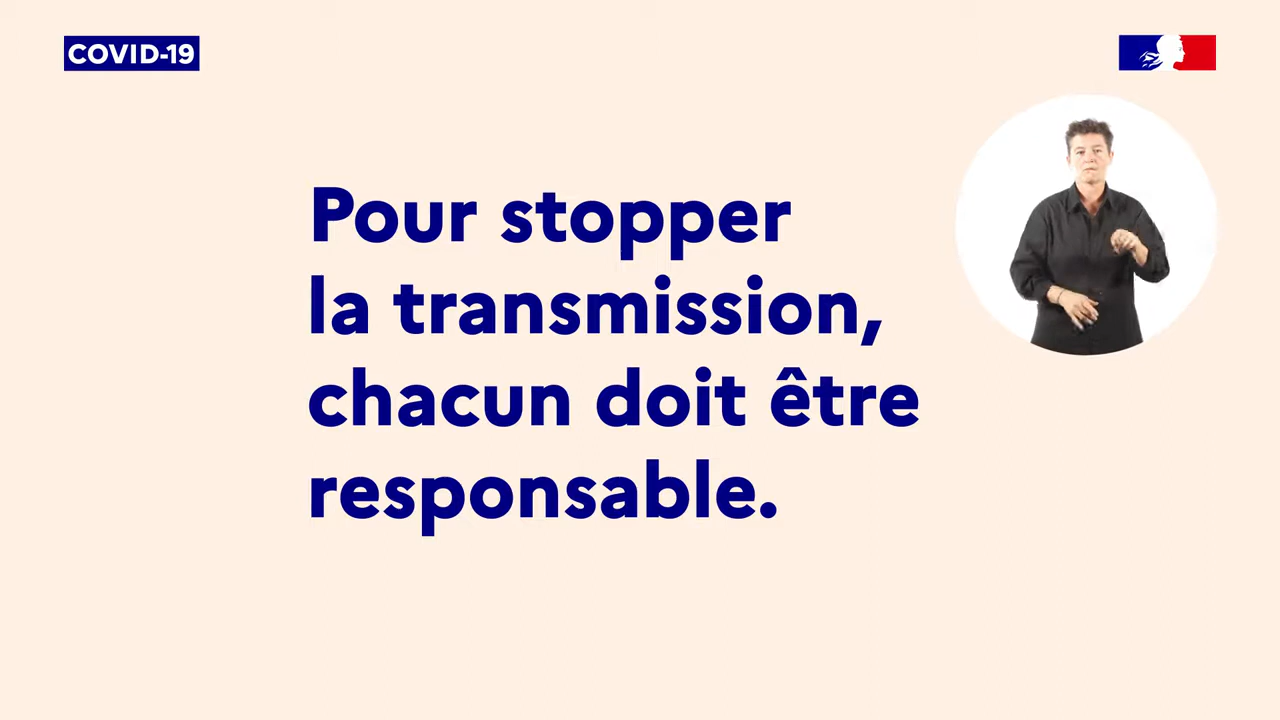 COVID-19
Pour stopper
la transmission,
chacun doit être
responsable.